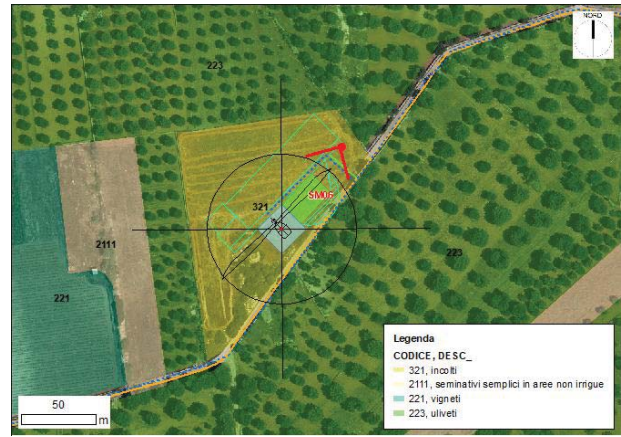 NORD
223
SM06
321
2111
223
221
Legenda
CODICE, DESC_
321, incolti
2111, seminativi semplici in aree non irrigue
221, vigneti
223, uliveti
50
m